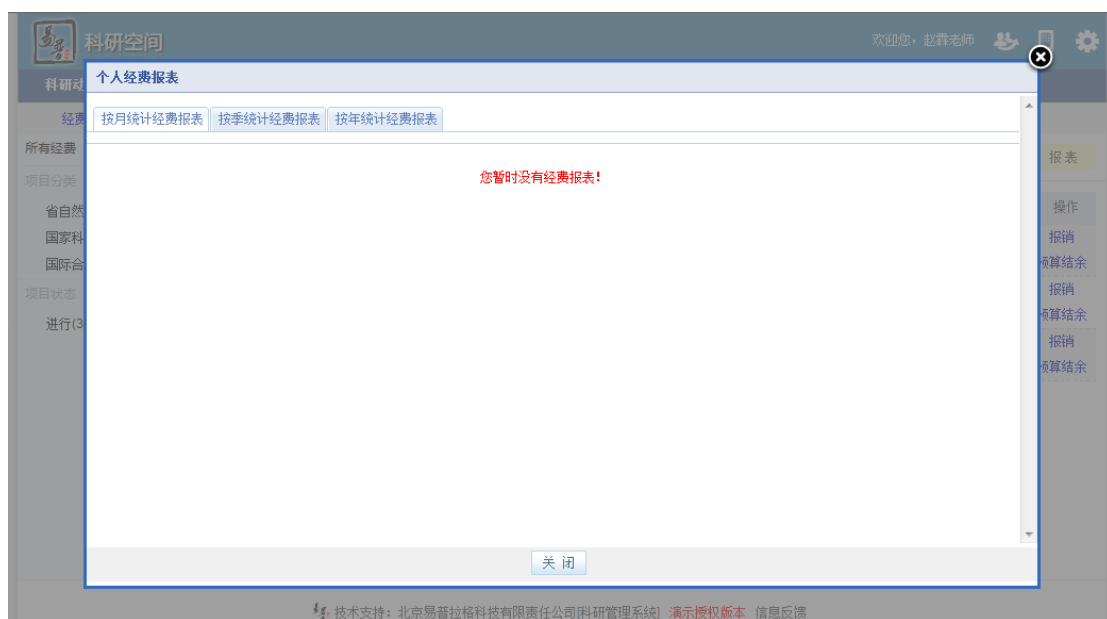 易普
科研空间
欢迎您，赵霖老师
科研动
个人经费报表
经费
按月统计经费报表 按季统计经费报表 按年统计经费报表
所有经费
报 表
您暂时没有经费报表!
项目分类
操作
省自然
国家科
报销
国际合
预算结余
项目状态
报销
进行(3
预算结余
报销
预算结余
关 闭
技术支持：北京易普拉格科技有限责任公司[科研管理系统] 演示授权版本 信息反馈